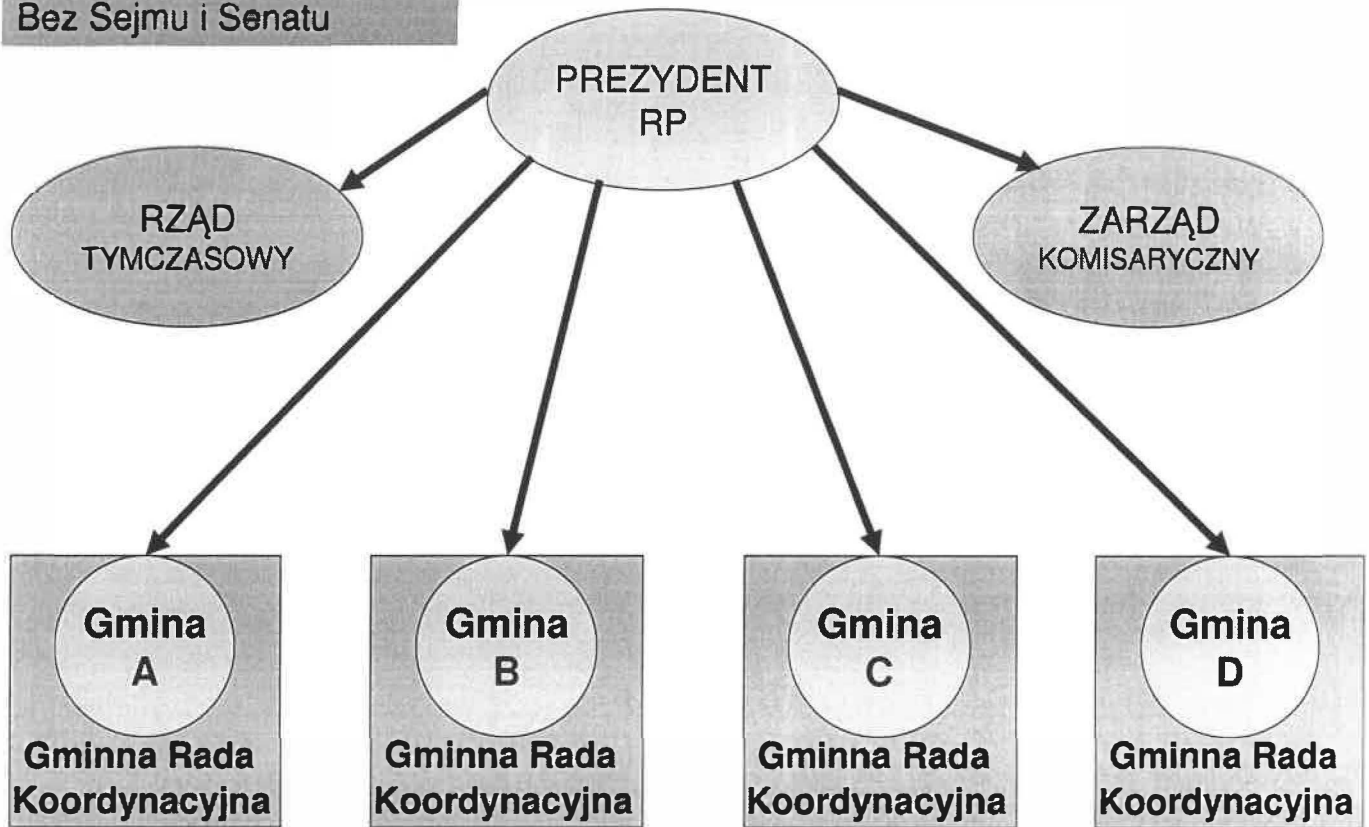 Bez Sejmu i Senatu
PREZYDENT
RP
RZĄD
TYMCZASOWY
ZARZĄD
KOMISARYCZNY
Gmina
A
Gminna Rada
Koordynacyjna
Gmina
B
Gminna Rada
Koordynacyjna
Gmina
C
Gminna Rada
Koordynacyjna
Gmina
D
Gminna Rada
Koordynacyjna